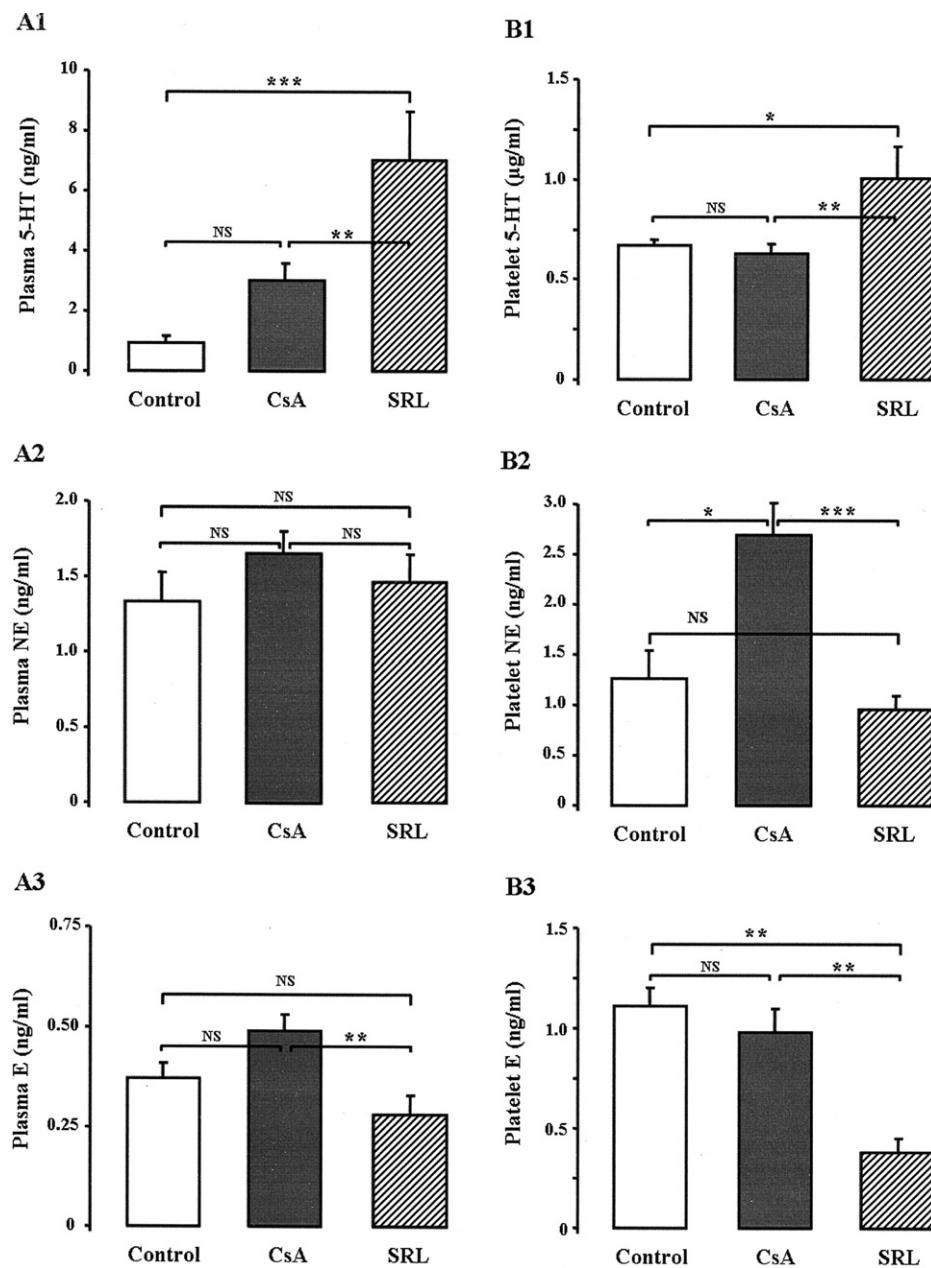 A1
Plasma 5-HT (ng/ml)
10
8
6
4
2
0
***
NS
**
Control CsA SRL
B1
Platelet 5-HT (µg/ml)
1.5
1.0
0.5
0
*
NS
**
Control CsA SRL
A2
Plasma NE (ng/ml)
2.0
1.5
1.0
0.5
0
NS
NS NS
Control CsA SRL
B2
Platelet NE (ng/ml)
3.0
2.5
2.0
1.5
1.0
0.5
0
* ***
NS
Control CsA SRL
A3
Plasma E (ng/ml)
0.75
0.50
0.25
0
NS
NS **
Control CsA SRL
B3
Platelet E (ng/ml)
1.5
1.0
0.5
0
**
NS **
Control CsA SRL